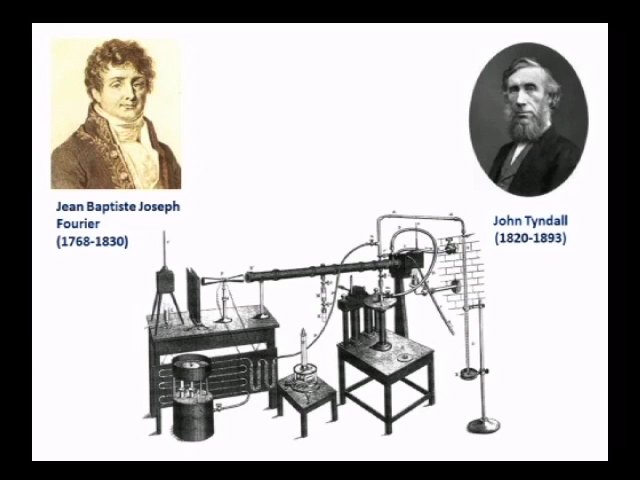 Jean Baptiste Joseph
Fourier
(1768-1830)
John Tyndall
(1820-1893)